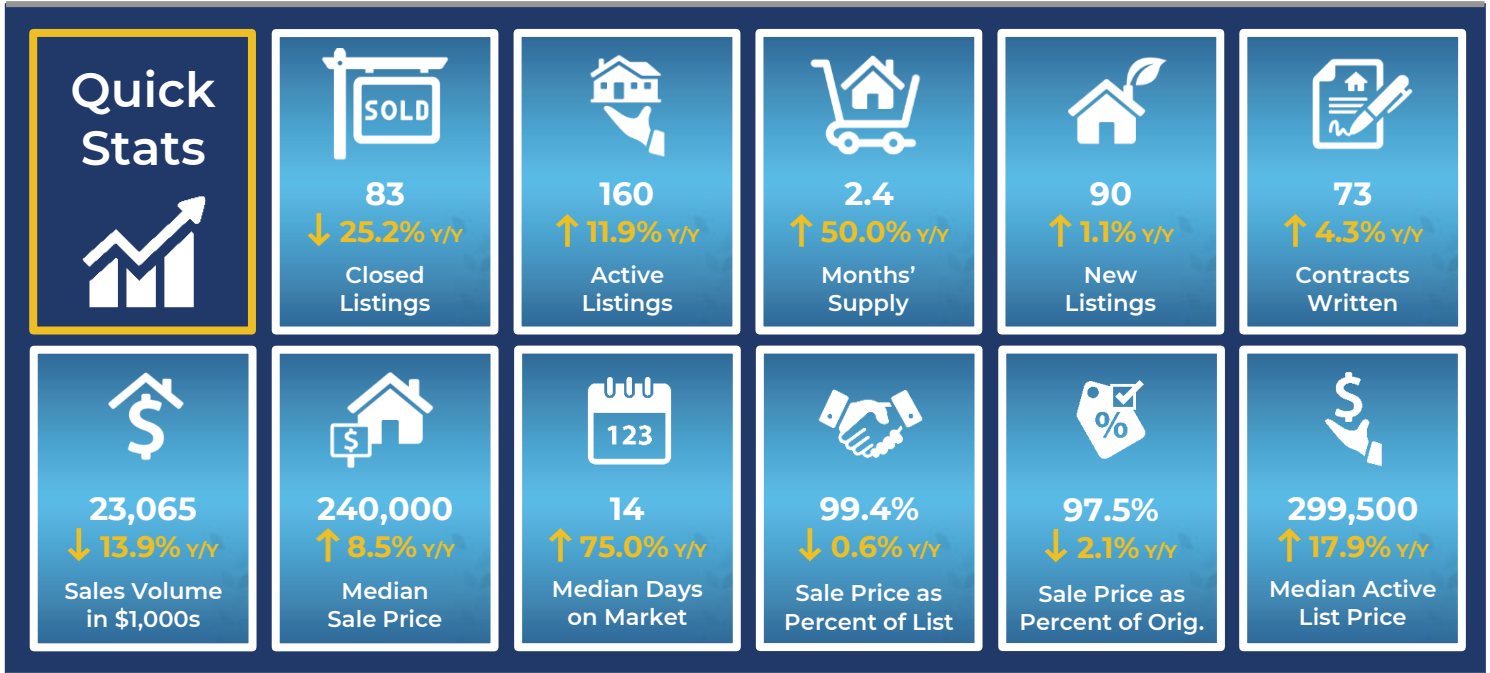 Quick
Stats
SOLD
83
↓ 25.2% Y/Y
Closed
Listings
160
↑ 11.9% Y/Y
Active
Listings
2.4
↑ 50.0% Y/Y
Months’
Supply
90
↑ 1.1% Y/Y
New
Listings
73
↑ 4.3% Y/Y
Contracts
Written
$
23,065
↓ 13.9% Y/Y
Sales Volume
in $1,000s
$
240,000
↑ 8.5% Y/Y
Median
Sale Price
123
14
↑ 75.0% Y/Y
Median Days
on Market
99.4%
↓ 0.6% Y/Y
Sale Price as
Percent of List
%
97.5%
↓ 2.1% Y/Y
Sale Price as
Percent of Orig.
$
299,500
↑ 17.9% Y/Y
Median Active
List Price